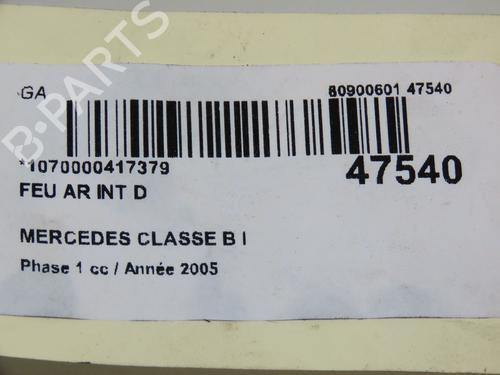 GA
80900601 47540
*1070000417379
47540
FEU AR INT D
MERCEDES CLASSE B I
Phase 1 cc / Année 2005
B-PARTS